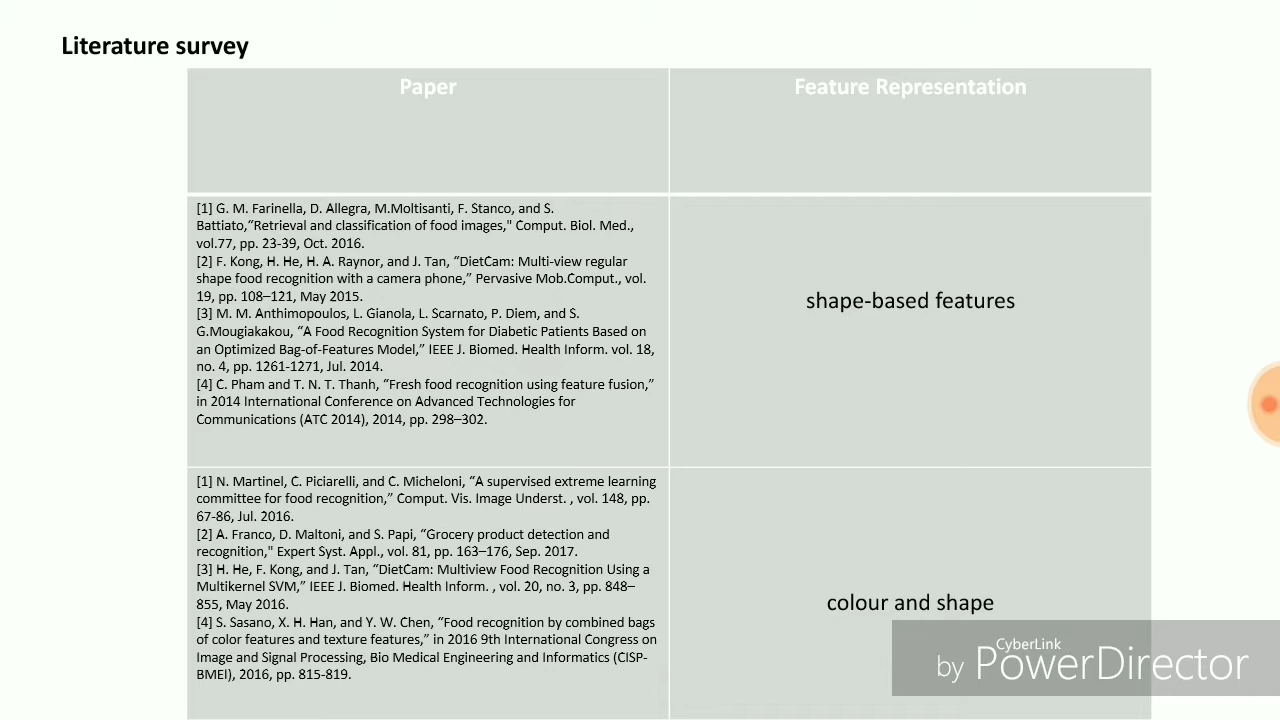 Literature survey
Paper
Feature Representation
[1] G. M. Farinella, D. Allegra, M.Moltisanti, F. Stanco, and S.
Battiato,“Retrieval and classification of food images," Comput. Biol. Med.,
vol.77, pp. 23-39, Oct. 2016.
[2] F. Kong, H. He, H. A. Raynor, and J. Tan, “DietCam: Multi-view regular
shape food recognition with a camera phone,” Pervasive Mob.Comput., vol.
19, pp. 108–121, May 2015.
[3] M. M. Anthimopoulos, L. Gianola, L. Scarnato, P. Diem, and S.
G.Mougiakakou, “A Food Recognition System for Diabetic Patients Based on
an Optimized Bag-of-Features Model,” IEEE J. Biomed. Health Inform. vol. 18,
no. 4, pp. 1261-1271, Jul. 2014.
[4] C. Pham and T. N. T. Thanh, “Fresh food recognition using feature fusion,”
in 2014 International Conference on Advanced Technologies for
Communications (ATC 2014), 2014, pp. 298–302.
shape-based features
[1] N. Martinel, C. Piciarelli, and C. Micheloni, “A supervised extreme learning
committee for food recognition,” Comput. Vis. Image Underst. , vol. 148, pp.
67-86, Jul. 2016.
[2] A. Franco, D. Maltoni, and S. Papi, “Grocery product detection and
recognition," Expert Syst. Appl., vol. 81, pp. 163–176, Sep. 2017.
[3] H. He, F. Kong, and J. Tan, “DietCam: Multiview Food Recognition Using a
Multikernel SVM,” IEEE J. Biomed. Health Inform. , vol. 20, no. 3, pp. 848–
855, May 2016.
[4] S. Sasano, X. H. Han, and Y. W. Chen, “Food recognition by combined bags
of color features and texture features,” in 2016 9th International Congress on
Image and Signal Processing, Bio Medical Engineering and Informatics (CISP-
BMEI), 2016, pp. 815-819.
colour and shape
CyberLink
by PowerDirector